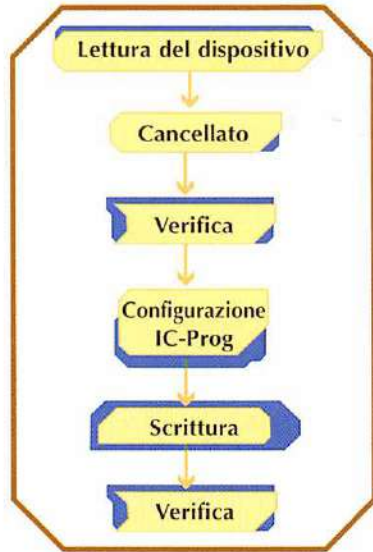 Lettura del dispositivo
Cancellato
Verifica
Configurazione
IC-Prog
Scrittura
Verifica